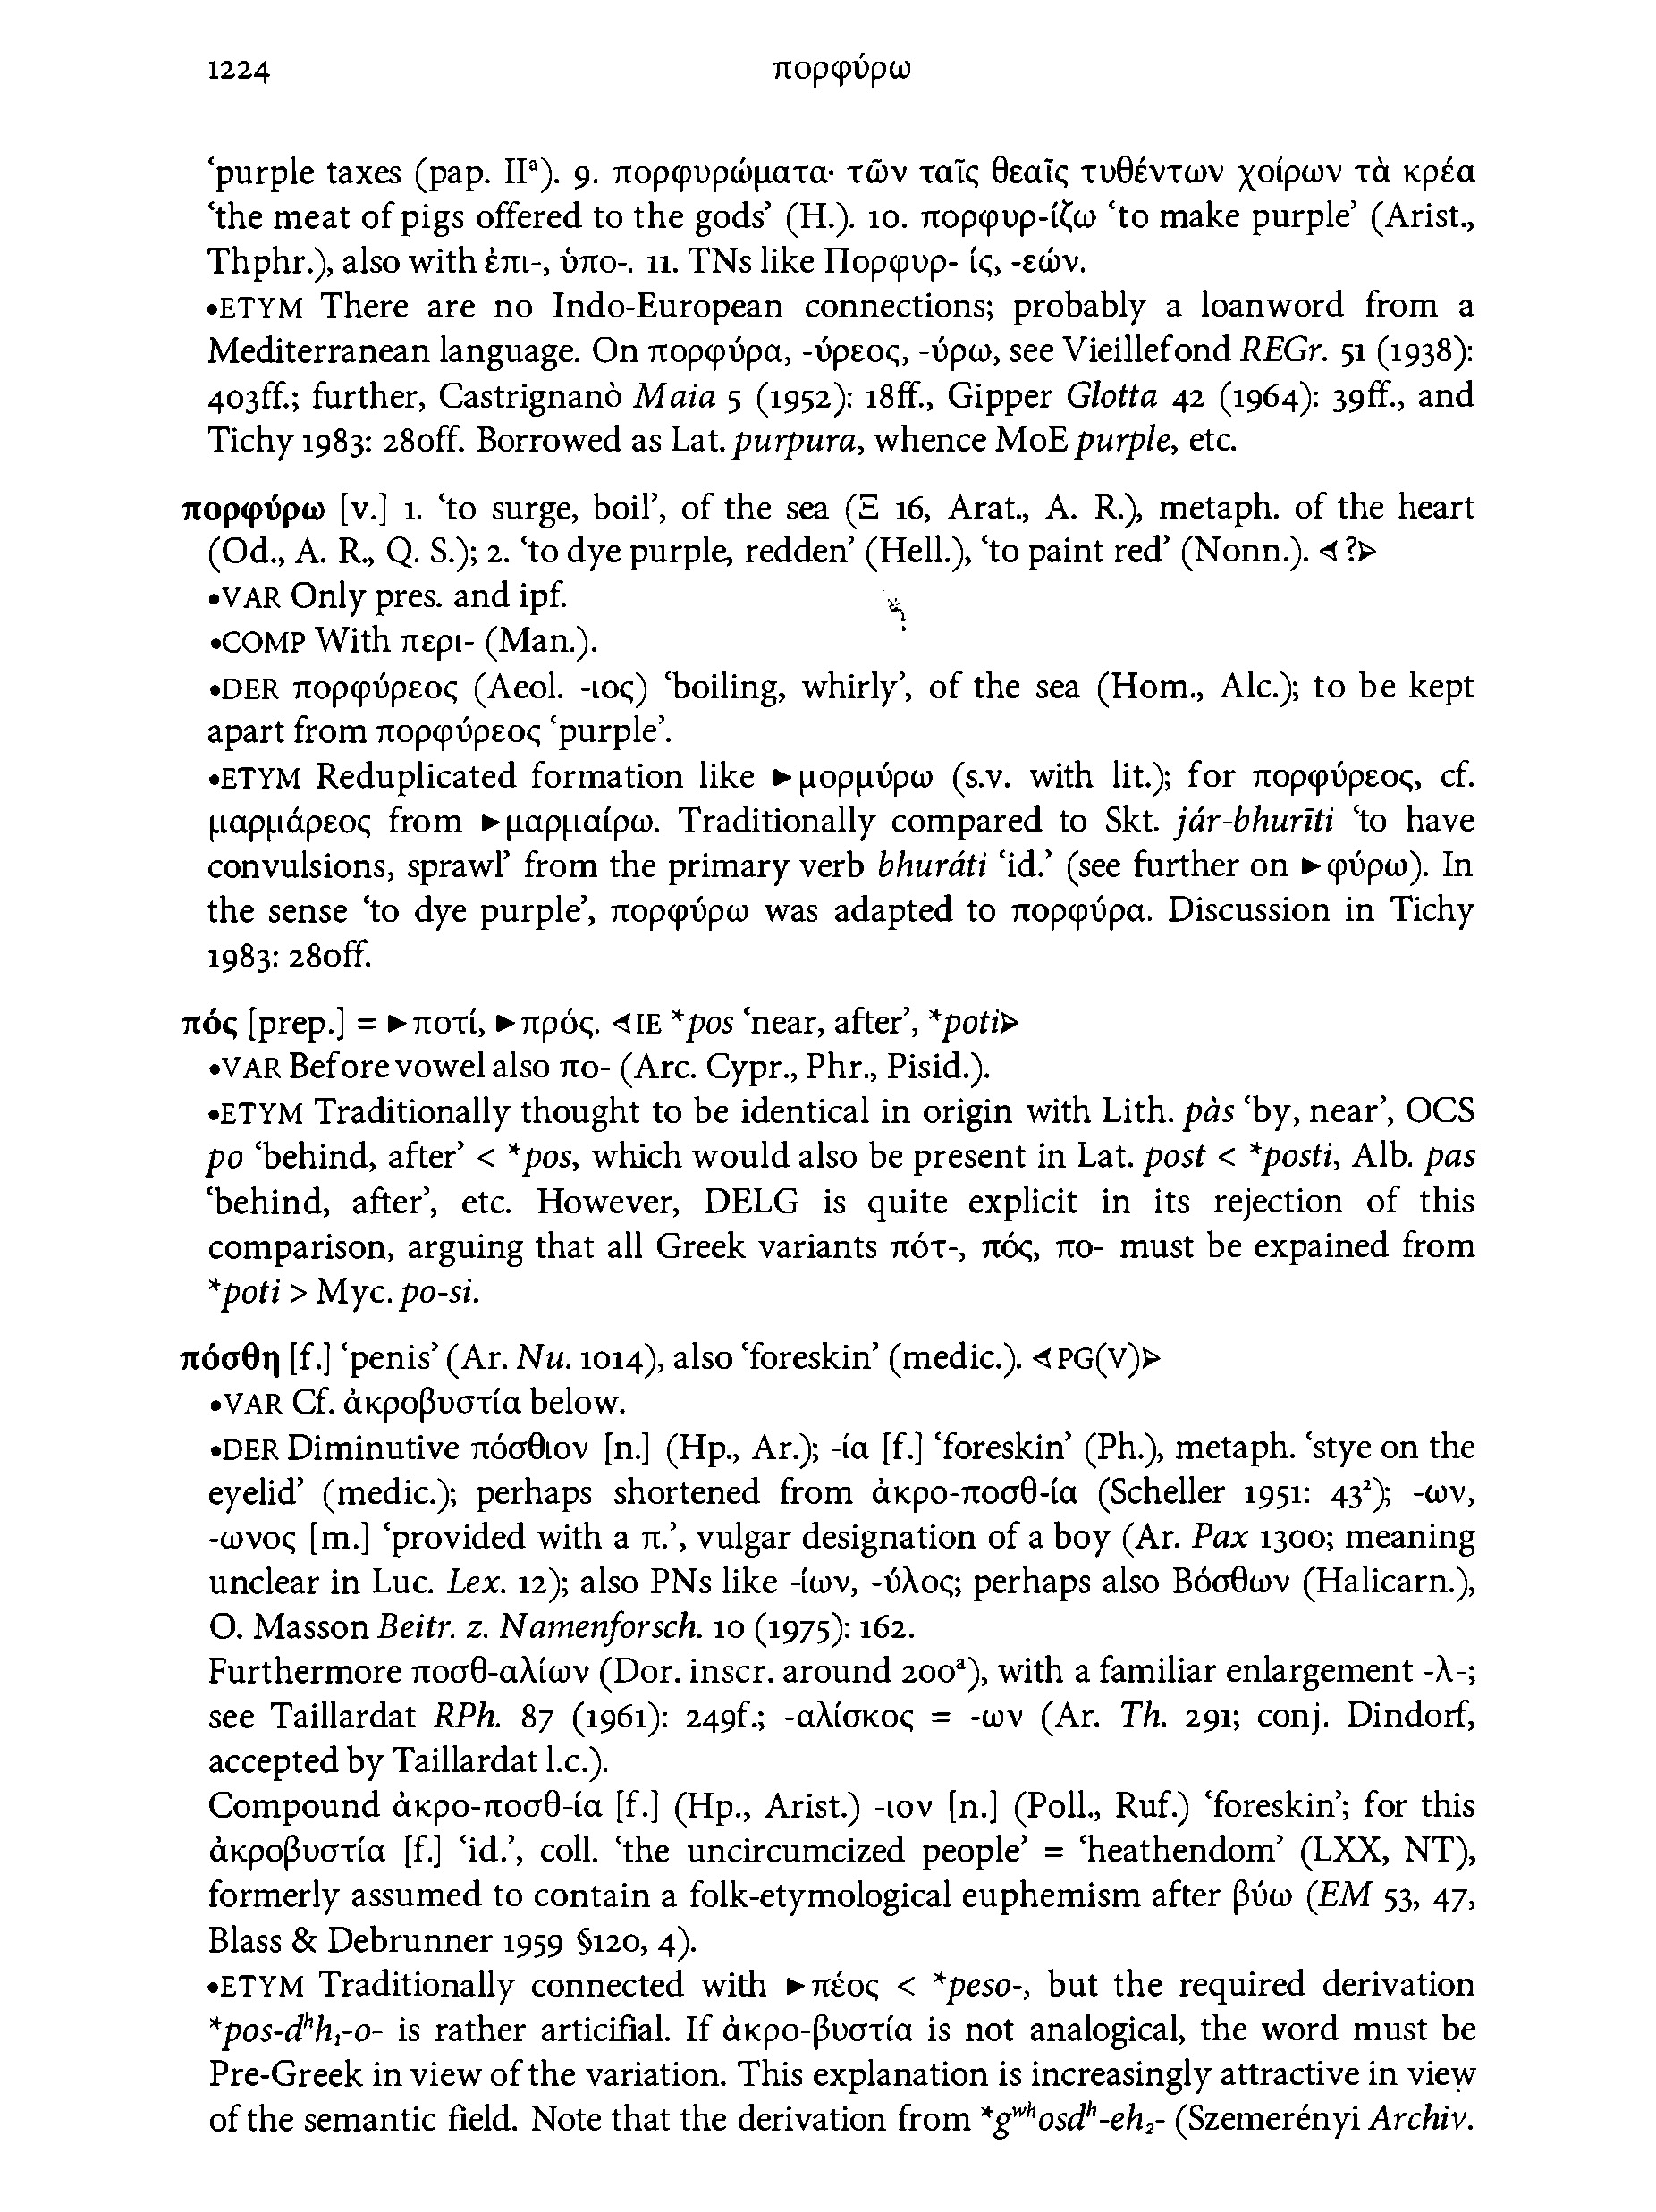 1224 πορφύρω
‘purple taxes (pap. IIᵃ). 9. πορφυρώματα· τῶν ταῖς θεαῖς τυθέντων χοίρων τὰ κρέα
‘the meat of pigs offered to the gods’ (H.). 10. πορφυρ-ίζω ‘to make purple’ (Arist.,
Thphr.), also with ἐπι-, ὑπο-. 11. TNs like Πορφυρ- ίς, -εών.
•ETYM There are no Indo-European connections; probably a loanword from a
Mediterranean language. On πορφύρα, -ύρεος, -ύρω, see Vieillefond REGr. 51 (1938):
403ff.; further, Castrignanò Maia 5 (1952): 18ff., Gipper Glotta 42 (1964): 39ff., and
Tichy 1983: 280ff. Borrowed as Lat. purpura, whence MoE purple, etc.
πορφύρω [v.] 1. ‘to surge, boil’, of the sea (Ξ 16, Arat., A. R.), metaph. of the heart
(Od., A. R., Q. S.); 2. ‘to dye purple, redden’ (Hell.), ‘to paint red’ (Nonn.). ⊲?⊳
•VAR Only pres. and ipf.
•COMP With περι- (Man.).
•DER πορφύρεος (Aeol. -ιος) ‘boiling, whirly’, of the sea (Hom., Alc.); to be kept
apart from πορφύρεος ‘purple’.
•ETYM Reduplicated formation like ►μορμύρω (s.v. with lit.); for πορφύρεος, cf.
μαρμάρεος from ►μαρμαίρω. Traditionally compared to Skt. jár-bhurīti ‘to have
convulsions, sprawl’ from the primary verb bhuráti ‘id.’ (see further on ►φύρω). In
the sense ‘to dye purple’, πορφύρω was adapted to πορφύρα. Discussion in Tichy
1983: 280ff.
πός [prep.] = ►ποτί, ►πρός. ⊲IE *pos ‘near, after’, *poti⊳
•VAR Before vowel also πο- (Arc. Cypr., Phr., Pisid.).
•ETYM Traditionally thought to be identical in origin with Lith. pàs ‘by, near’, OCS
po ‘behind, after’ < *pos, which would also be present in Lat. post < *posti, Alb. pas
‘behind, after’, etc. However, DELG is quite explicit in its rejection of this
comparison, arguing that all Greek variants πότ-, πός, πο- must be expained from
*poti > Myc. po-si.
πόσθη [f.] ‘penis’ (Ar. Nu. 1014), also ‘foreskin’ (medic.). ⊲PG(V)⊳
•VAR Cf. ἀκροβυστία below.
•DER Diminutive πόσθιον [n.] (Hp., Ar.); -ία [f.] ‘foreskin’ (Ph.), metaph. ‘stye on the
eyelid’ (medic.); perhaps shortened from ἀκρο-ποσθ-ία (Scheller 1951: 43²); -ων,
-ωνος [m.] ‘provided with a π.’, vulgar designation of a boy (Ar. Pax 1300; meaning
unclear in Luc. Lex. 12); also PNs like -ίων, -ύλος; perhaps also Βόσθων (Halicarn.),
O. Masson Beitr. z. Namenforsch. 10 (1975): 162.
Furthermore ποσθ-αλίων (Dor. inscr. around 200ᵃ), with a familiar enlargement -λ-;
see Taillardat RPh. 87 (1961): 249f.; -αλίσκος = -ων (Ar. Th. 291; conj. Dindorf,
accepted by Taillardat l.c.).
Compound ἀκρο-ποσθ-ία [f.] (Hp., Arist.) -ιον [n.] (Poll., Ruf.) ‘foreskin’; for this
ἀκροβυστία [f.] ‘id.’, coll. ‘the uncircumcized people’ = ‘heathendom’ (LXX, NT),
formerly assumed to contain a folk-etymological euphemism after βύω (EM 53, 47,
Blass & Debrunner 1959 §120, 4).
•ETYM Traditionally connected with ►πέος < *peso-, but the required derivation
*pos-dʰh₁-o- is rather articifial. If ἀκρο-βυστία is not analogical, the word must be
Pre-Greek in view of the variation. This explanation is increasingly attractive in view
of the semantic field. Note that the derivation from *gʷʰosdʰ-eh₂- (Szemerényi Archiv.